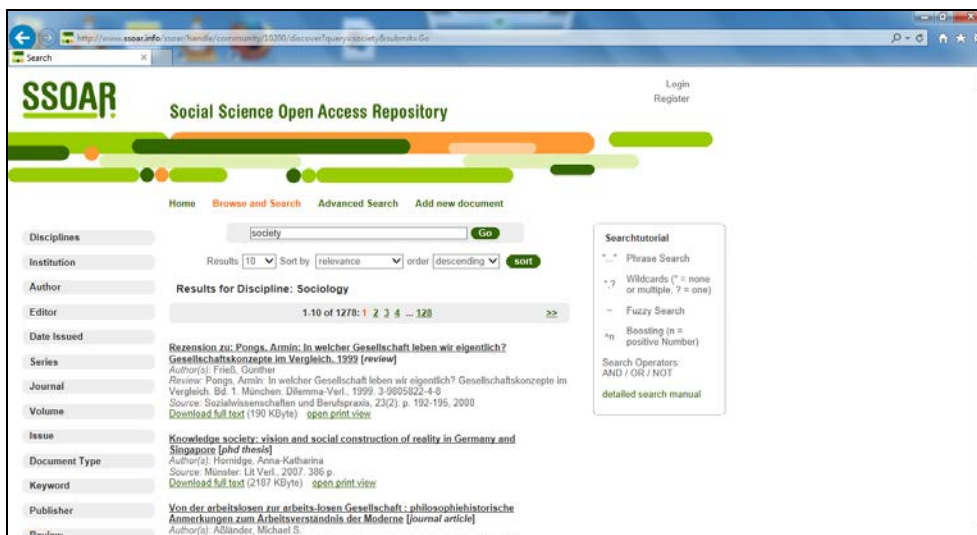 http://www.ssoar.info/ssoar/handle/community/10200/discover?query=society&submit=Go
Search
SSOAR
Social Science Open Access Repository
Login
Register
Home Browse and Search Advanced Search Add new document
Disciplines
Institution
Author
Editor
Date Issued
Series
Journal
Volume
Issue
Document Type
Keyword
Publisher
Review
society Go
Results 10 Sort by relevance order descending sort
Results for Discipline: Sociology
1-10 of 1278: 1 2 3 4 ... 128 >>
Rezension zu: Pongs, Armin: In welcher Gesellschaft leben wir eigentlich?
Gesellschaftskonzepte im Vergleich. 1999 [review]
Author(s): Frieß, Günther
Review: Pongs, Armin: In welcher Gesellschaft leben wir eigentlich? Gesellschaftskonzepte im
Vergleich. Bd. 1. München: Dilemma-Verl., 1999. 3-9805822-4-8
Source: Sozialwissenschaften und Berufspraxis, 23(2). p. 192-195, 2000
Download full text (190 KByte) open print view
Knowledge society: vision and social construction of reality in Germany and
Singapore [phd thesis]
Author(s): Hornidge, Anna-Katharina
Source: Münster: Lit Verl., 2007. 386 p.
Download full text (2187 KByte) open print view
Von der arbeitslosen zur arbeits-losen Gesellschaft : philosophiehistorische
Anmerkungen zum Arbeitsverständnis der Moderne [journal article]
Author(s): Aßländer, Michael S.
Searchtutorial
"..." Phrase Search
*,? Wildcards (* = none
or multiple, ? = one)
~ Fuzzy Search
^n Boosting (n =
positive Number)
Search Operators:
AND / OR / NOT
detailed search manual